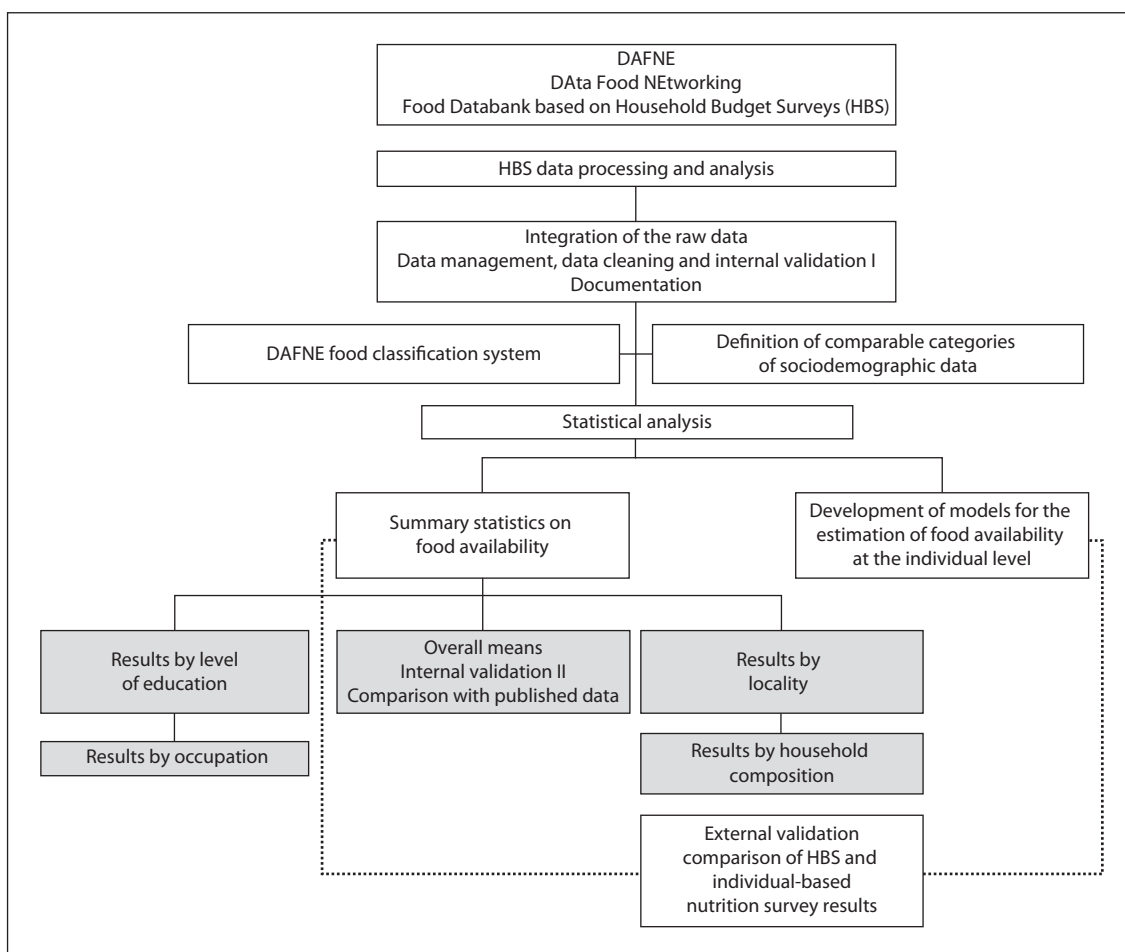 DAFNE
DAta Food NEtworking
Food Databank based on Household Budget Surveys (HBS)
HBS data processing and analysis
Integration of the raw data
Data management, data cleaning and internal validation I
Documentation
DAFNE food classification system
Definition of comparable categories
of sociodemographic data
Statistical analysis
Summary statistics on
food availability
Development of models for the
estimation of food availability
at the individual level
Results by level
of education
Overall means
Internal validation II
Comparison with published data
Results by
locality
Results by occupation
Results by household
composition
External validation
comparison of HBS and
individual-based
nutrition survey results